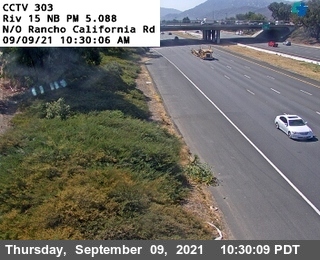 CCTV 303
Riv 15 NB PM 5.088
N/O Rancho California Rd
09/09/21 10:30:06 AM
Thursday, September 09, 2021 10:30:09 PDT